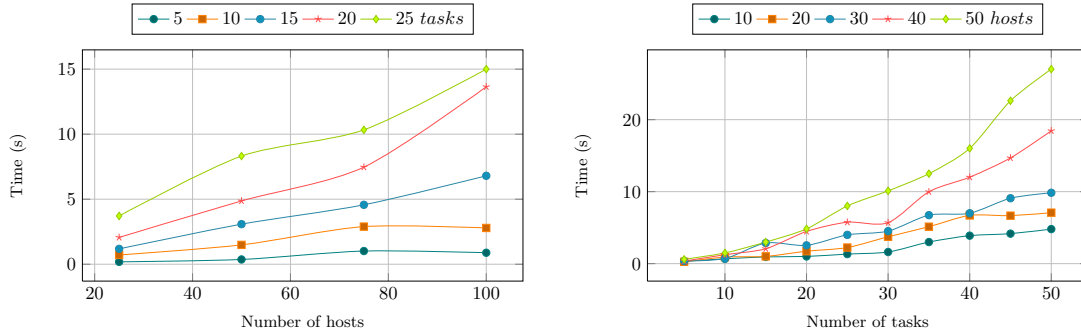 5 10 15 20 25 tasks
15
10
5
0
Time (s)
20 40 60 80 100
Number of hosts
10 20 30 40 50 hosts
20
10
0
Time (s)
10 20 30 40 50
Number of tasks